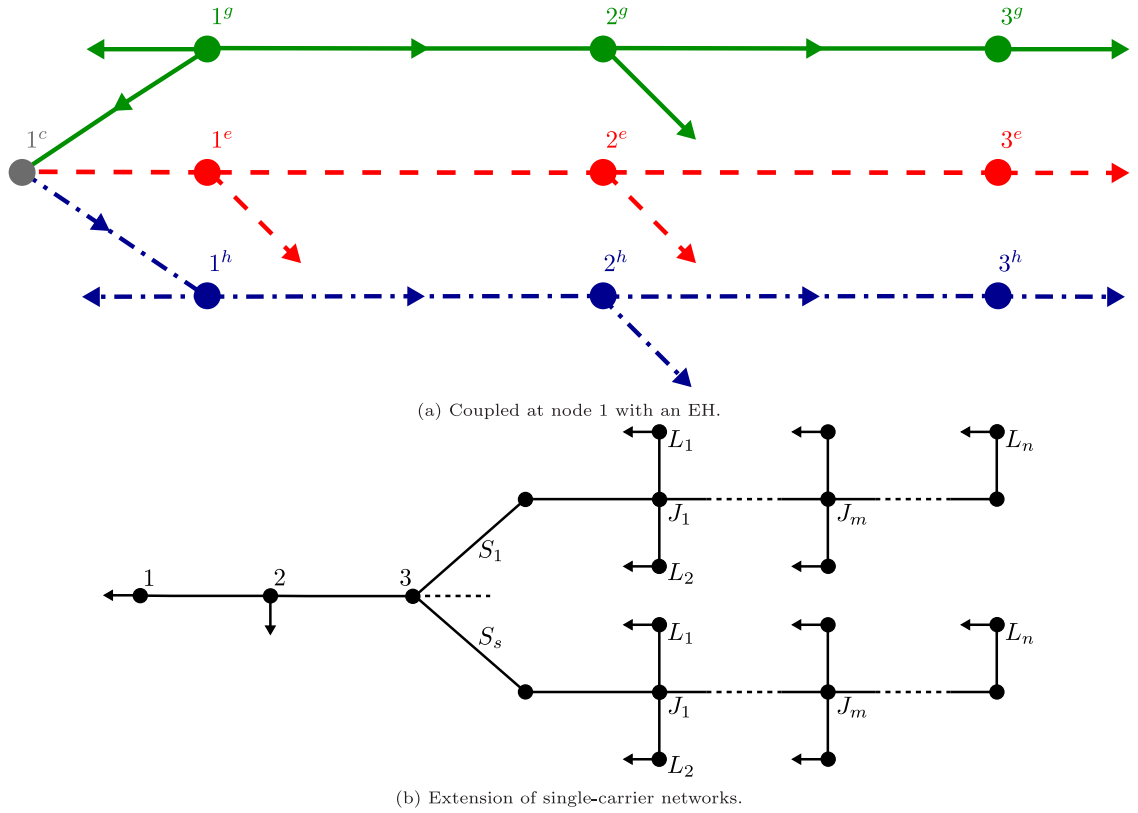 1^g 2^g 3^g
1^c 1^e 2^e 3^e
1^h 2^h 3^h
(a) Coupled at node 1 with an EH.
L_1 L_n
J_1 J_m
S_1
L_2
1 2 3
L_1 L_n
S_s
J_1 J_m
L_2
(b) Extension of single-carrier networks.